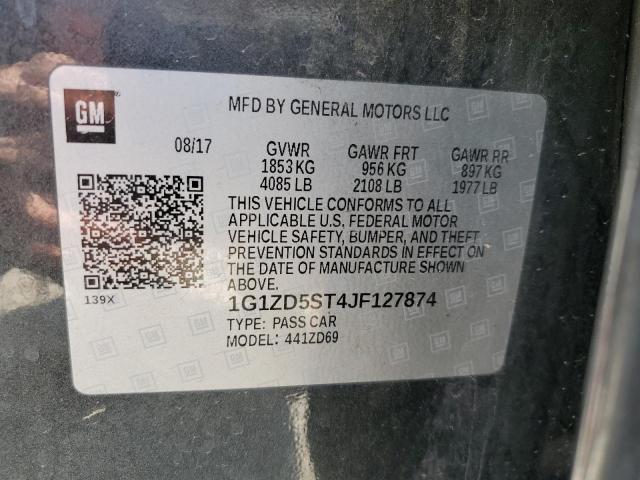 GM
MFD BY GENERAL MOTORS LLC
08/17 GVWR GAWR FRT GAWR RR
1853 KG 956 KG 897 KG
4085 LB 2108 LB 1977 LB
THIS VEHICLE CONFORMS TO ALL
APPLICABLE U.S. FEDERAL MOTOR
VEHICLE SAFETY, BUMPER, AND THEFT
PREVENTION STANDARDS IN EFFECT ON
THE DATE OF MANUFACTURE SHOWN
ABOVE.
139X
1G1ZD5ST4JF127874
TYPE: PASS CAR
MODEL: 441ZD69